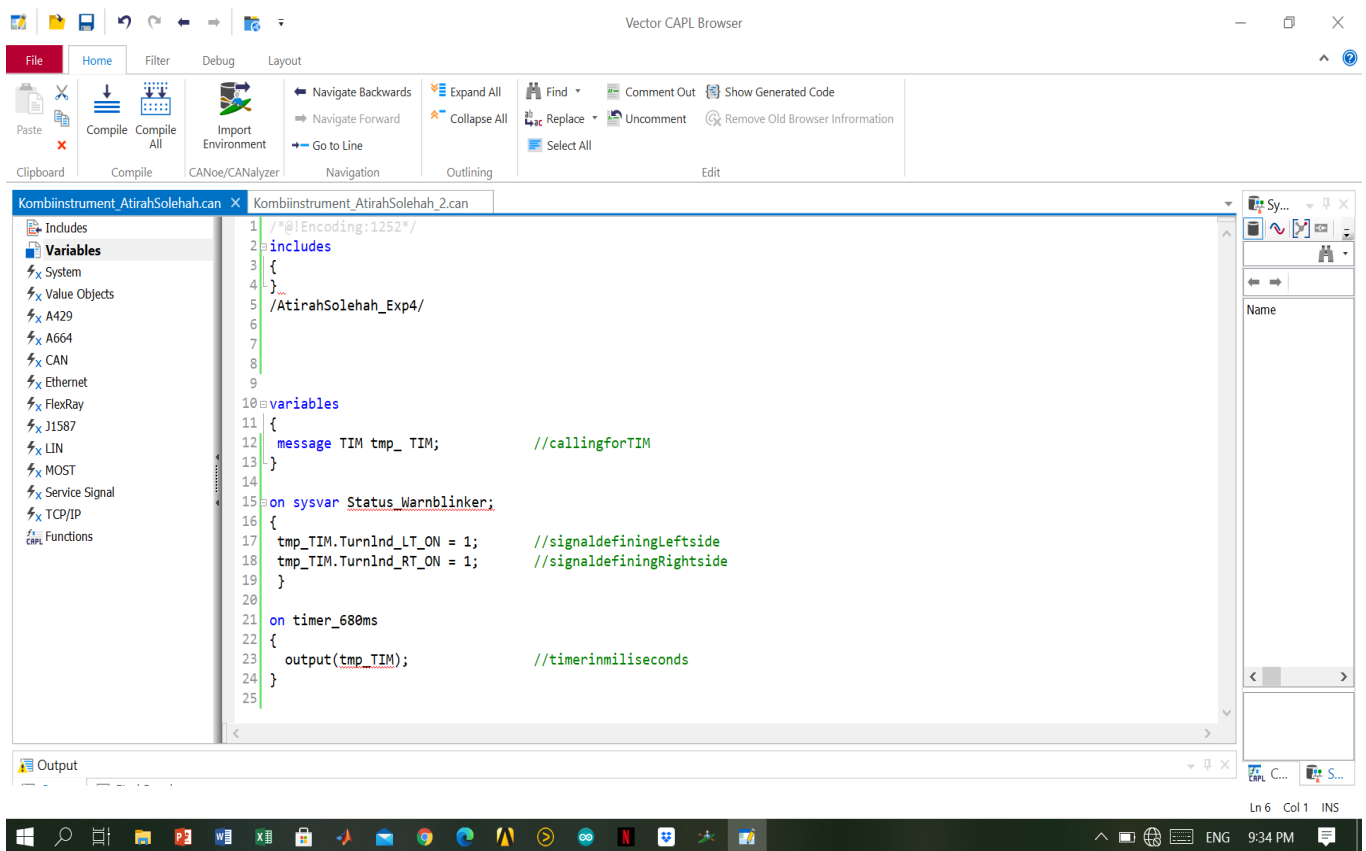 Vector CAPL Browser
File Home Filter Debug Layout
Paste
Compile
Compile All
Import Environment
Navigate Backwards
Navigate Forward
Go to Line
Expand All
Collapse All
Find
Replace
Select All
Comment Out
Uncomment
Show Generated Code
Remove Old Browser Infrormation
Clipboard Compile CANoe/CANalyzer Navigation Outlining Edit
Kombiinstrument_AtirahSolehah.can Kombiinstrument_AtirahSolehah_2.can
Includes
Variables
System
Value Objects
A429
A664
CAN
Ethernet
FlexRay
J1587
LIN
MOST
Service Signal
TCP/IP
Functions
1 /*@!Encoding:1252*/
2 includes
3 {
4 }
5 /AtirahSolehah_Exp4/
6
7
8
9
10 variables
11 {
12 message TIM tmp_ TIM; //callingforTIM
13 }
14
15 on sysvar Status_Warnblinker;
16 {
17 tmp_TIM.Turnlnd_LT_ON = 1; //signaldefiningLeftside
18 tmp_TIM.TurnInd_RT_ON = 1; //signaldefiningRightside
19 }
20
21 on timer_680ms
22 {
23 output(tmp_TIM); //timerinmiliseconds
24 }
25
Sy...
Name
C... S...
Output
Ln 6 Col 1 INS
ENG 9:34 PM